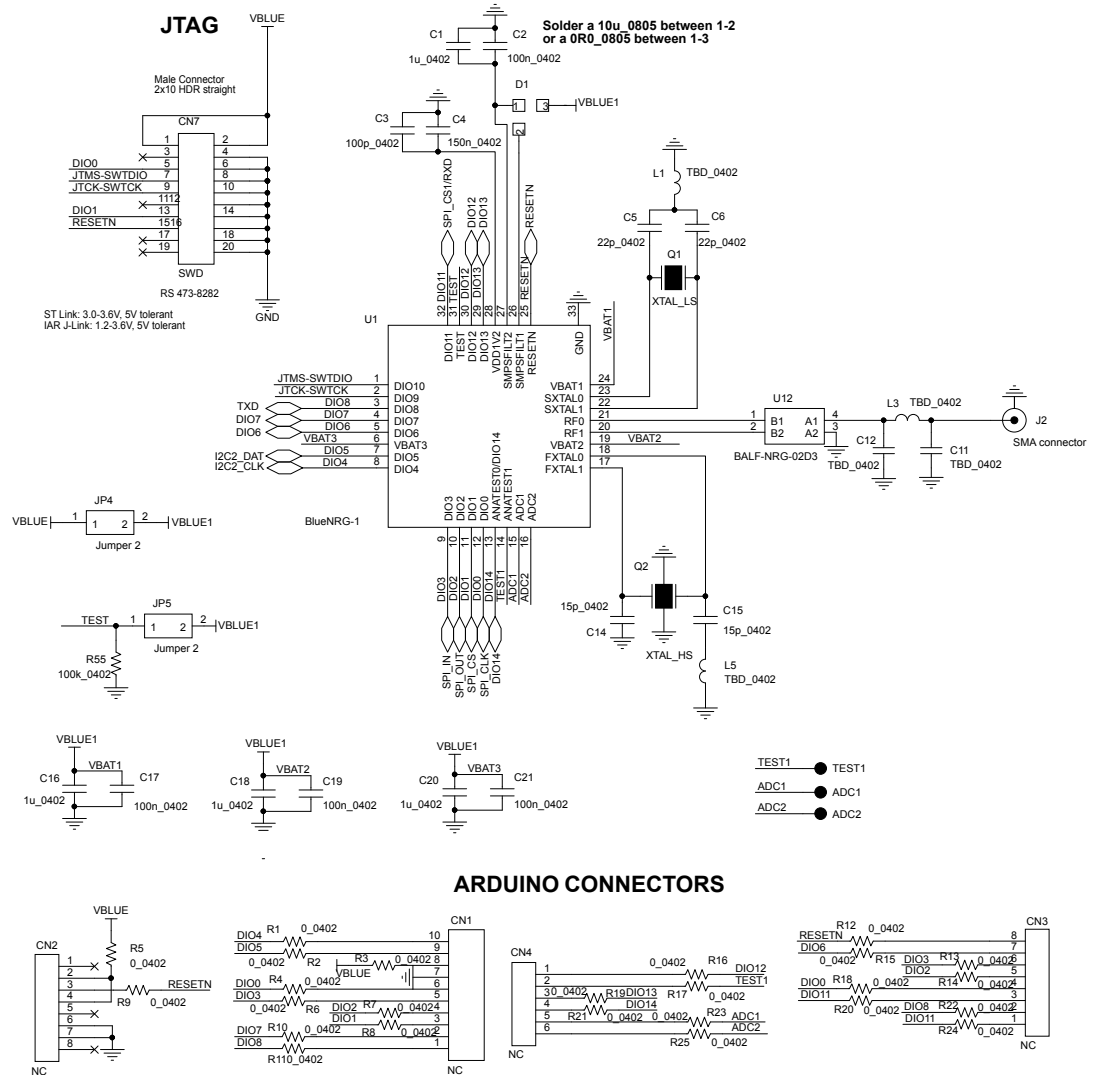 JTAG
VBLUE
Male Connector
2x10 HDR straight
CN7
1 2
3 4
DIO0 5 6
JTMS-SWTDIO 7 8
JTCK-SWTCK 9 10
1112
DIO1 13 14
RESETN 1516
17 18
19 20
SWD
RS 473-8282
GND
ST Link: 3.0-3.6V, 5V tolerant
IAR J-Link: 1.2-3.6V, 5V tolerant
C1 C2
1u_0402 100n_0402
Solder a 10u_0805 between 1-2
or a 0R0_0805 between 1-3
D1
1 3 VBLUE1
2
C3 C4
100p_0402 150n_0402
SPI_CS1/RXD
DIO12
DIO13
RESETN
32 DIO11
31 TEST
30 DIO12
29 DIO13
28
27
26
25 RESETN
33
VBAT1
L1 TBD_0402
C5 C6
22p_0402 22p_0402
Q1
XTAL_LS
U1
DIO11
TEST
DIO12
DIO13
VDD1V2
SMPSFILT2
SMPSFILT1
RESETN
GND
JTMS-SWTDIO 1 DIO10
JTCK-SWTCK 2 DIO9
TXD DIO8 3 DIO8
DIO7 DIO7 4 DIO7
DIO6 DIO6 5 DIO6
VBAT3 6 VBAT3
I2C2_DAT DIO5 7 DIO5
I2C2_CLK DIO4 8 DIO4
VBAT1 24
SXTAL0 23
SXTAL1 22
RF0 21
RF1 20
VBAT2 19 VBAT2
FXTAL0 18
FXTAL1 17
U12
1 B1 A1 4
2 B2 A2 3
BALF-NRG-02D3
L3 TBD_0402
C12
TBD_0402
C11
TBD_0402
J2
SMA connector
BlueNRG-1
DIO3
DIO2
DIO1
DIO0
ANATEST0/DIO14
ANATEST1
ADC1
ADC2
9
10
11
12
13
14
15
16
DIO3
DIO2
DIO1
DIO0
DIO14
TEST1
ADC1
ADC2
SPI_IN
SPI_OUT
SPI_CS
SPI_CLK
DIO14
JP4
VBLUE 1 1 2 2 VBLUE1
Jumper 2
JP5
TEST 1 1 2 2 VBLUE1
Jumper 2
R55
100k_0402
Q2
15p_0402
C14
XTAL_HS
C15
15p_0402
L5
TBD_0402
VBLUE1
VBAT1
C16 C17
1u_0402 100n_0402
VBLUE1
VBAT2
C18 C19
1u_0402 100n_0402
VBLUE1
VBAT3
C20 C21
1u_0402 100n_0402
TEST1 TEST1
ADC1 ADC1
ADC2 ADC2
-
ARDUINO CONNECTORS
VBLUE
CN2
R5
0_0402
1
2
3
4
5
6
7
8
RESETN
R9 0_0402
NC
CN1
R1 0_0402
DIO4 10
DIO5 9
0_0402 R2
R3 0_0402 8
VBLUE 7
R4 0_0402
DIO0 6
DIO3 5
0_0402 R6
DIO2 R7 0_0402 4
DIO1 3
R8 0_0402
DIO7 R10 0_0402 2
DIO8 1
R11 0_0402
NC
CN4
0_0402 R16
1 DIO12
2 TEST1
R17 0_0402
3 0_0402 R19 DIO13
4 DIO14
R21 0_0402
5 0_0402 R23 ADC1
6 ADC2
R25 0_0402
NC
CN3
R12 0_0402
RESETN 8
DIO6 7
0_0402 R15
DIO3 R13 0_0402 6
DIO2 5
R14 0_0402
DIO0 R18 0_0402 4
DIO11 3
R20 0_0402
DIO8 R22 0_0402 2
DIO11 1
R24 0_0402
NC